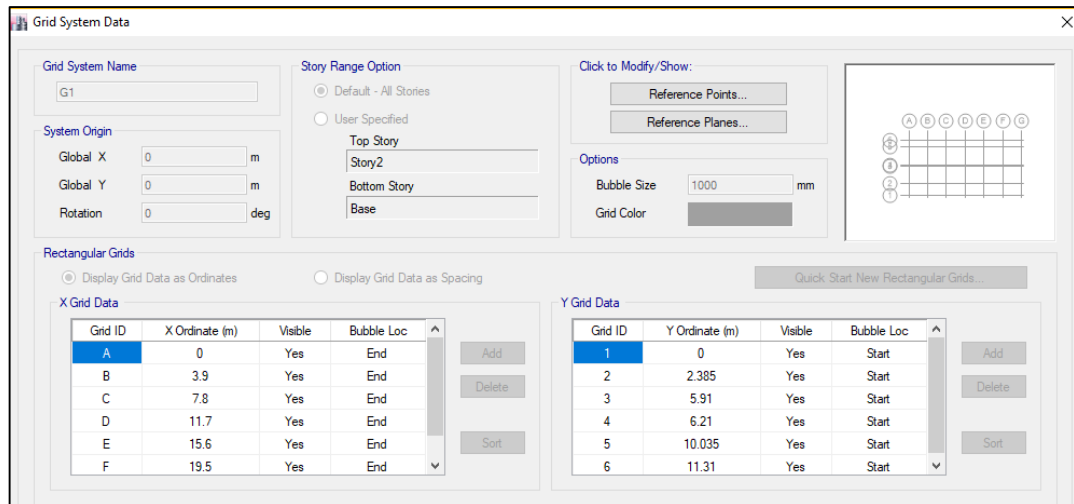 Grid System Data
Grid System Name
G1
System Origin
Global X 0 m
Global Y 0 m
Rotation 0 deg
Story Range Option
Default - All Stories
User Specified
Top Story
Story2
Bottom Story
Base
Click to Modify/Show:
Reference Points...
Reference Planes...
Options
Bubble Size 1000 mm
Grid Color
A B C D E F G
2
1
Rectangular Grids
Display Grid Data as Ordinates Display Grid Data as Spacing Quick Start New Rectangular Grids...
X Grid Data
Grid ID X Ordinate (m) Visible Bubble Loc
A 0 Yes End
B 3.9 Yes End
C 7.8 Yes End
D 11.7 Yes End
E 15.6 Yes End
F 19.5 Yes End
Add
Delete
Sort
Y Grid Data
Grid ID Y Ordinate (m) Visible Bubble Loc
1 0 Yes Start
2 2.385 Yes Start
3 5.91 Yes Start
4 6.21 Yes Start
5 10.035 Yes Start
6 11.31 Yes Start
Add
Delete
Sort